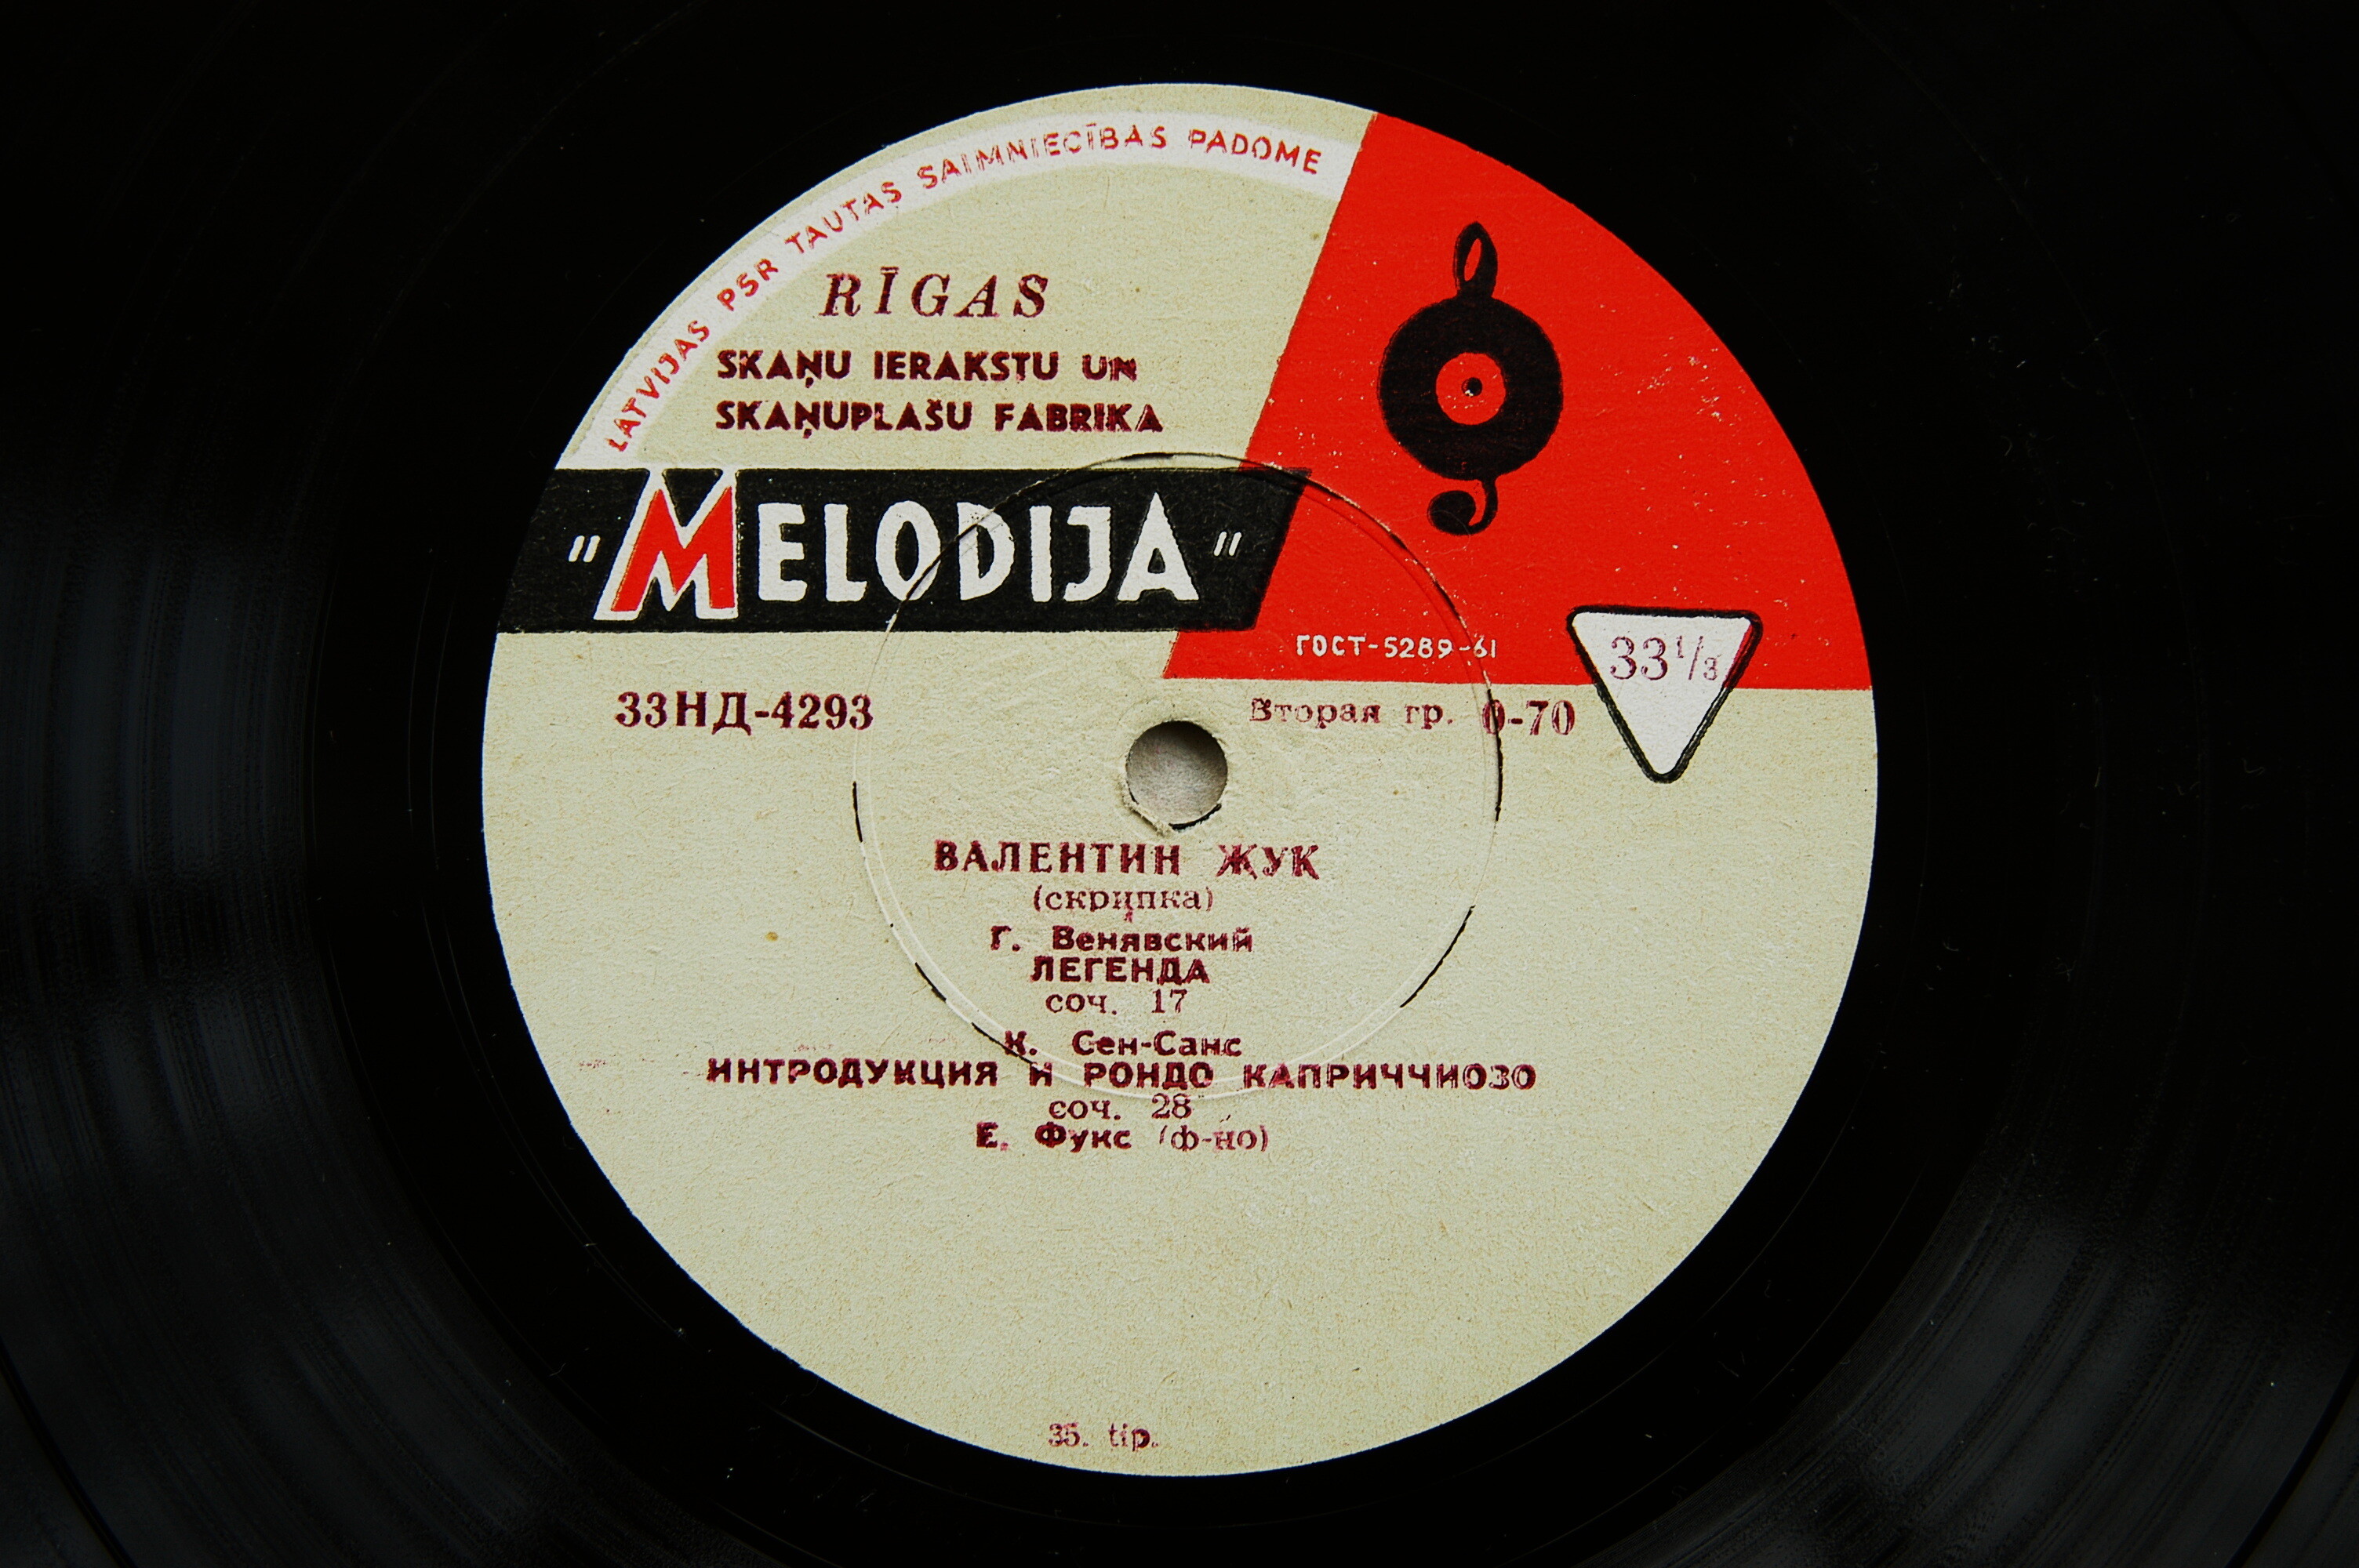 LATVIJAS PSR TAUTAS SAIMNIECĪBAS PADOME
RĪGAS
SKAŅU IERAKSTU UN
SKAŅUPLAŠU FABRIKA
"MELODIJA"
ГОСТ-5289-61
33 1/3
33НД-4293
Вторая гр. 0-70
ВАЛЕНТИН ЖУК
(скрипка)
Г. Венявский
ЛЕГЕНДА
соч. 17
К. Сен-Санс
ИНТРОДУКЦИЯ И РОНДО КАПРИЧЧИОЗО
соч. 28
Е. Фукс (ф-но)
35. tip.